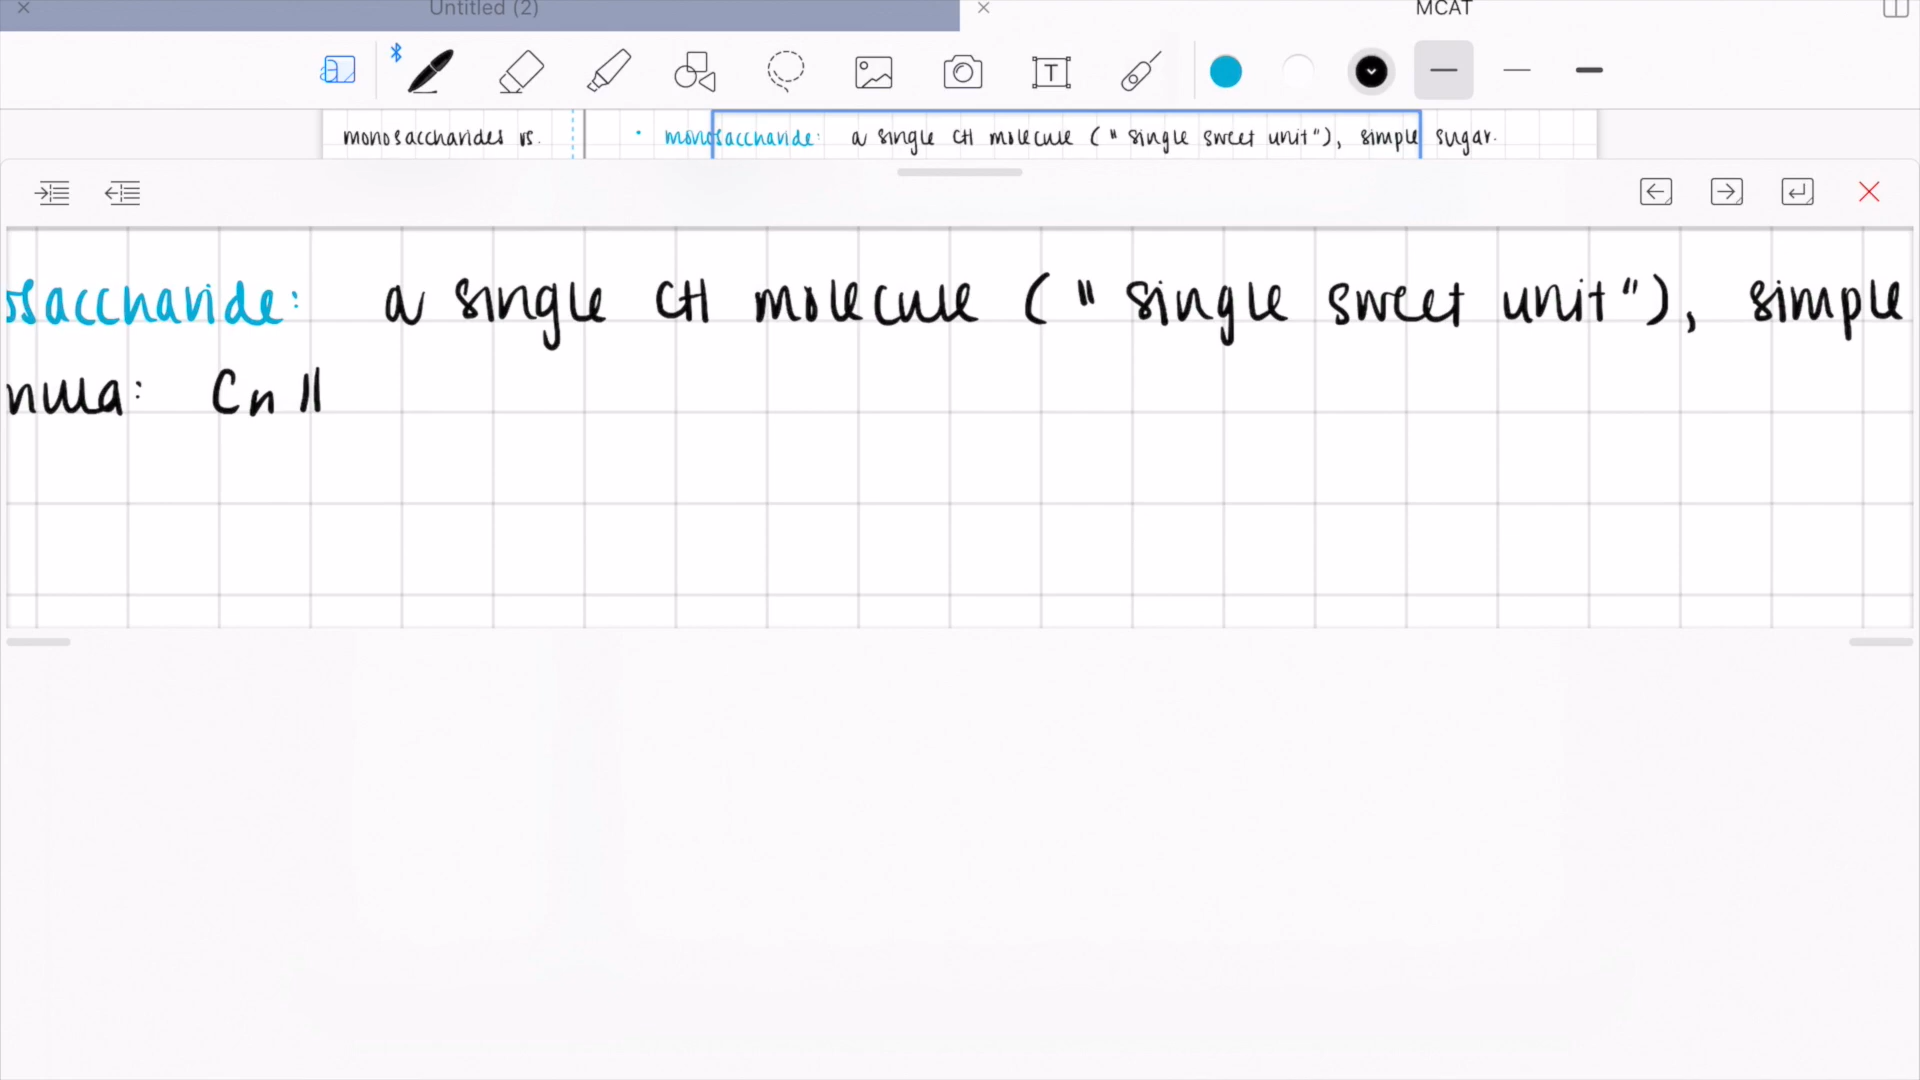 Untitled (2)
MCAT
T
monosaccharides vs.
• monosaccharide: a single CH molecule ("single sweet unit"), simple sugar.
osaccharide: a single CH molecule ("single sweet unit"), simple
mula: Cn